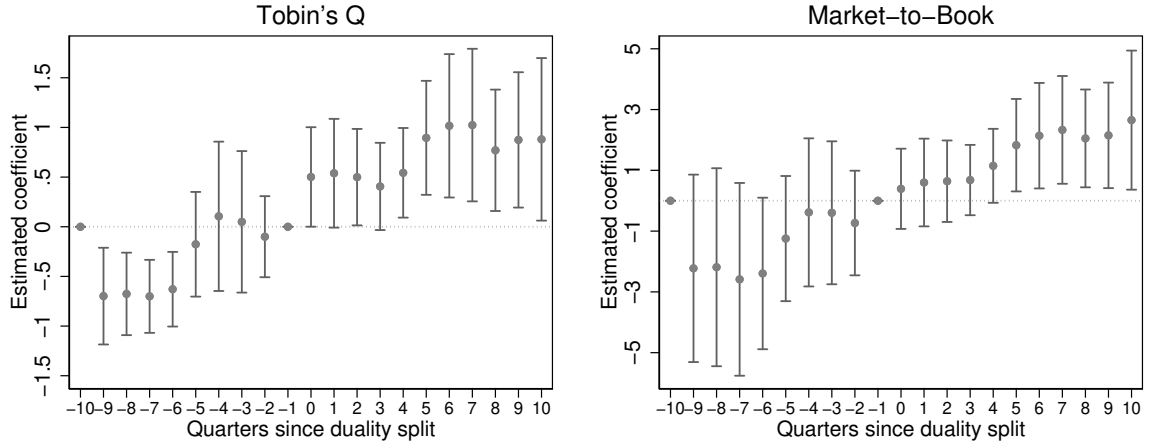 Tobin's Q
Estimated coefficient
1.5
1
.5
0
−.5
−1
−1.5
−10 −9 −8 −7 −6 −5 −4 −3 −2 −1 0 1 2 3 4 5 6 7 8 9 10
Quarters since duality split
Market−to−Book
Estimated coefficient
5
3
1
−1
−3
−5
−10 −9 −8 −7 −6 −5 −4 −3 −2 −1 0 1 2 3 4 5 6 7 8 9 10
Quarters since duality split